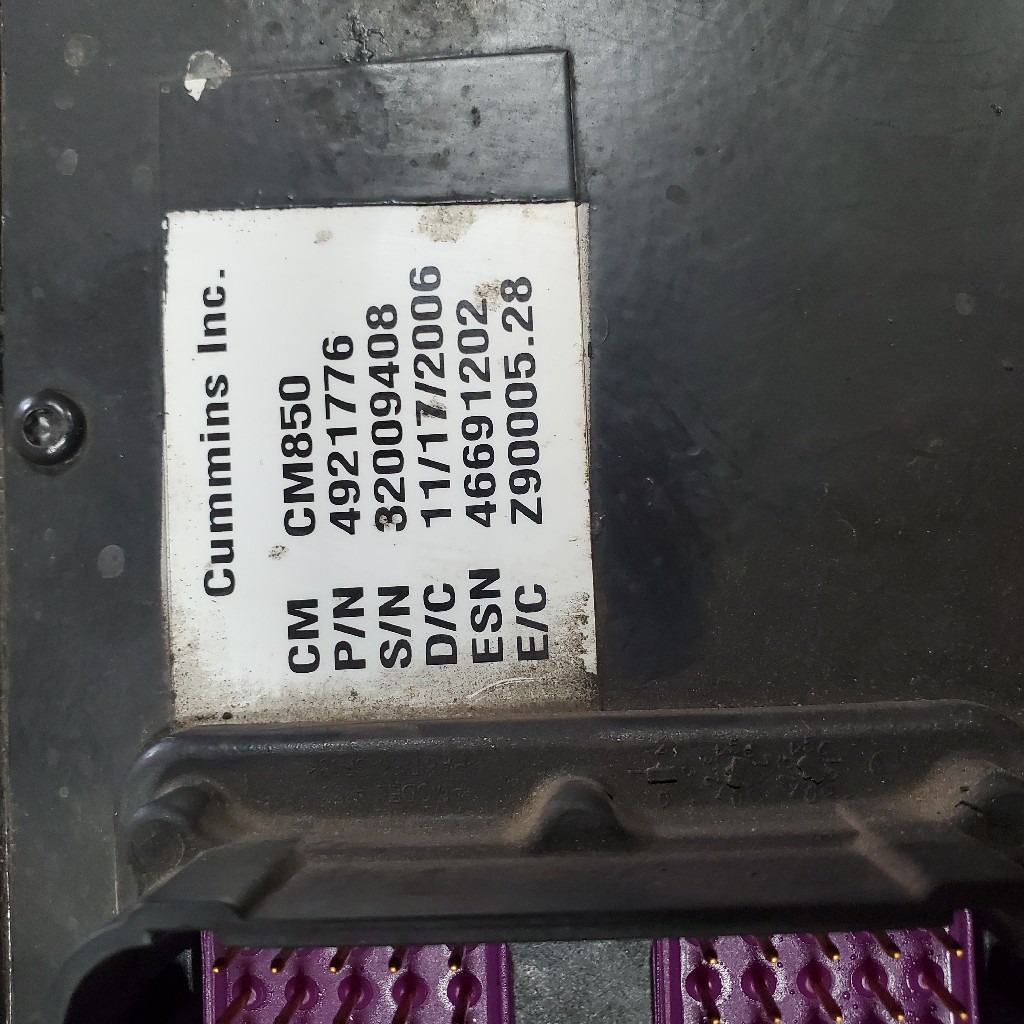 Cummins Inc.
CM CM850
P/N 4921776
S/N 32009408
D/C 11/17/2006
ESN 46691202
E/C Z90005.28